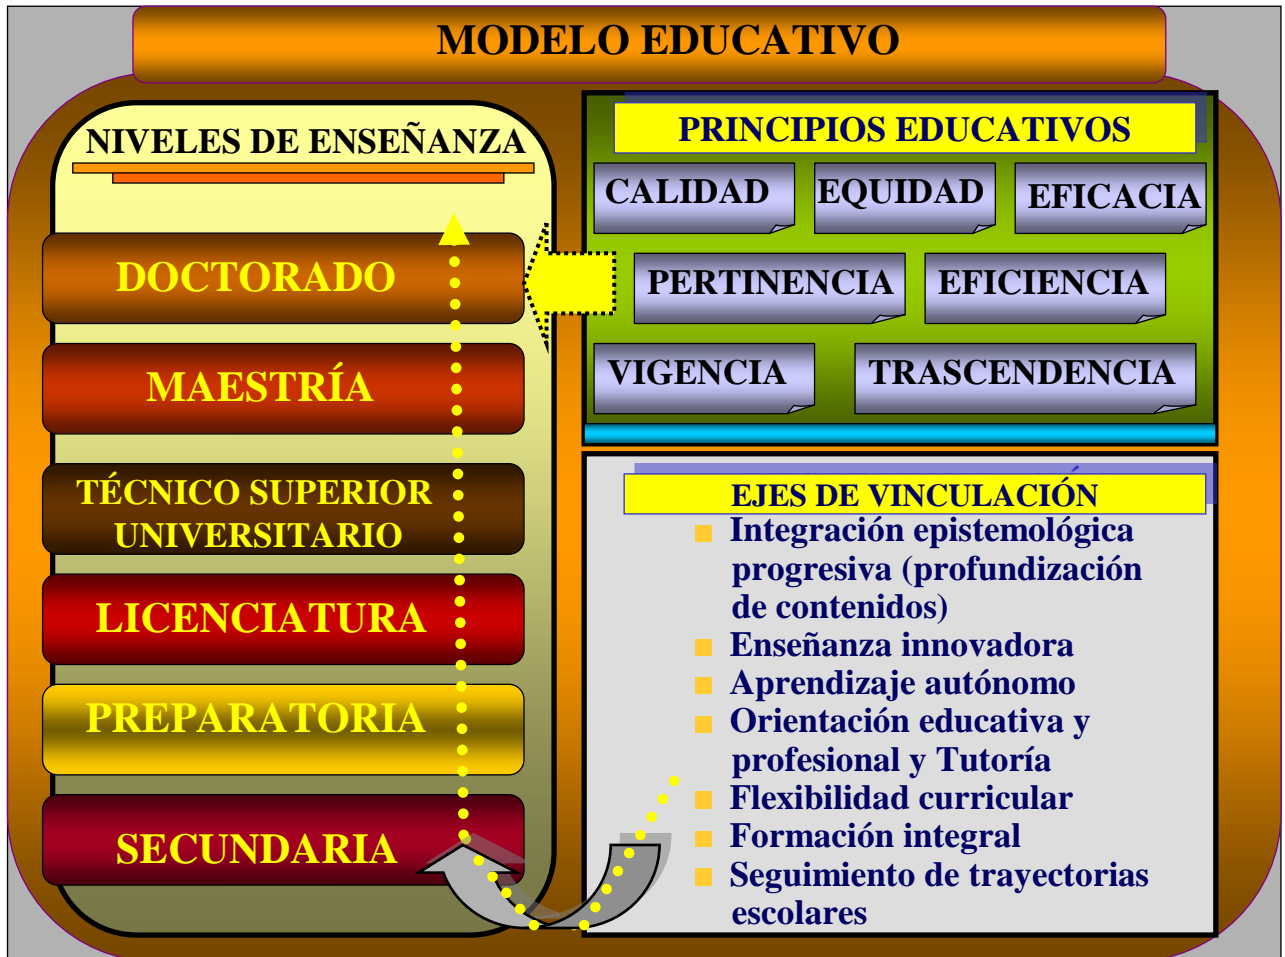 MODELO EDUCATIVO
NIVELES DE ENSEÑANZA
DOCTORADO
MAESTRÍA
TÉCNICO SUPERIOR
UNIVERSITARIO
LICENCIATURA
PREPARATORIA
SECUNDARIA
PRINCIPIOS EDUCATIVOS
CALIDAD
EQUIDAD
EFICACIA
PERTINENCIA
EFICIENCIA
VIGENCIA
TRASCENDENCIA
EJES DE VINCULACIÓN
Integración epistemológica
progresiva (profundización
de contenidos)
Enseñanza innovadora
Aprendizaje autónomo
Orientación educativa y
profesional y Tutoría
Flexibilidad curricular
Formación integral
Seguimiento de trayectorias
escolares